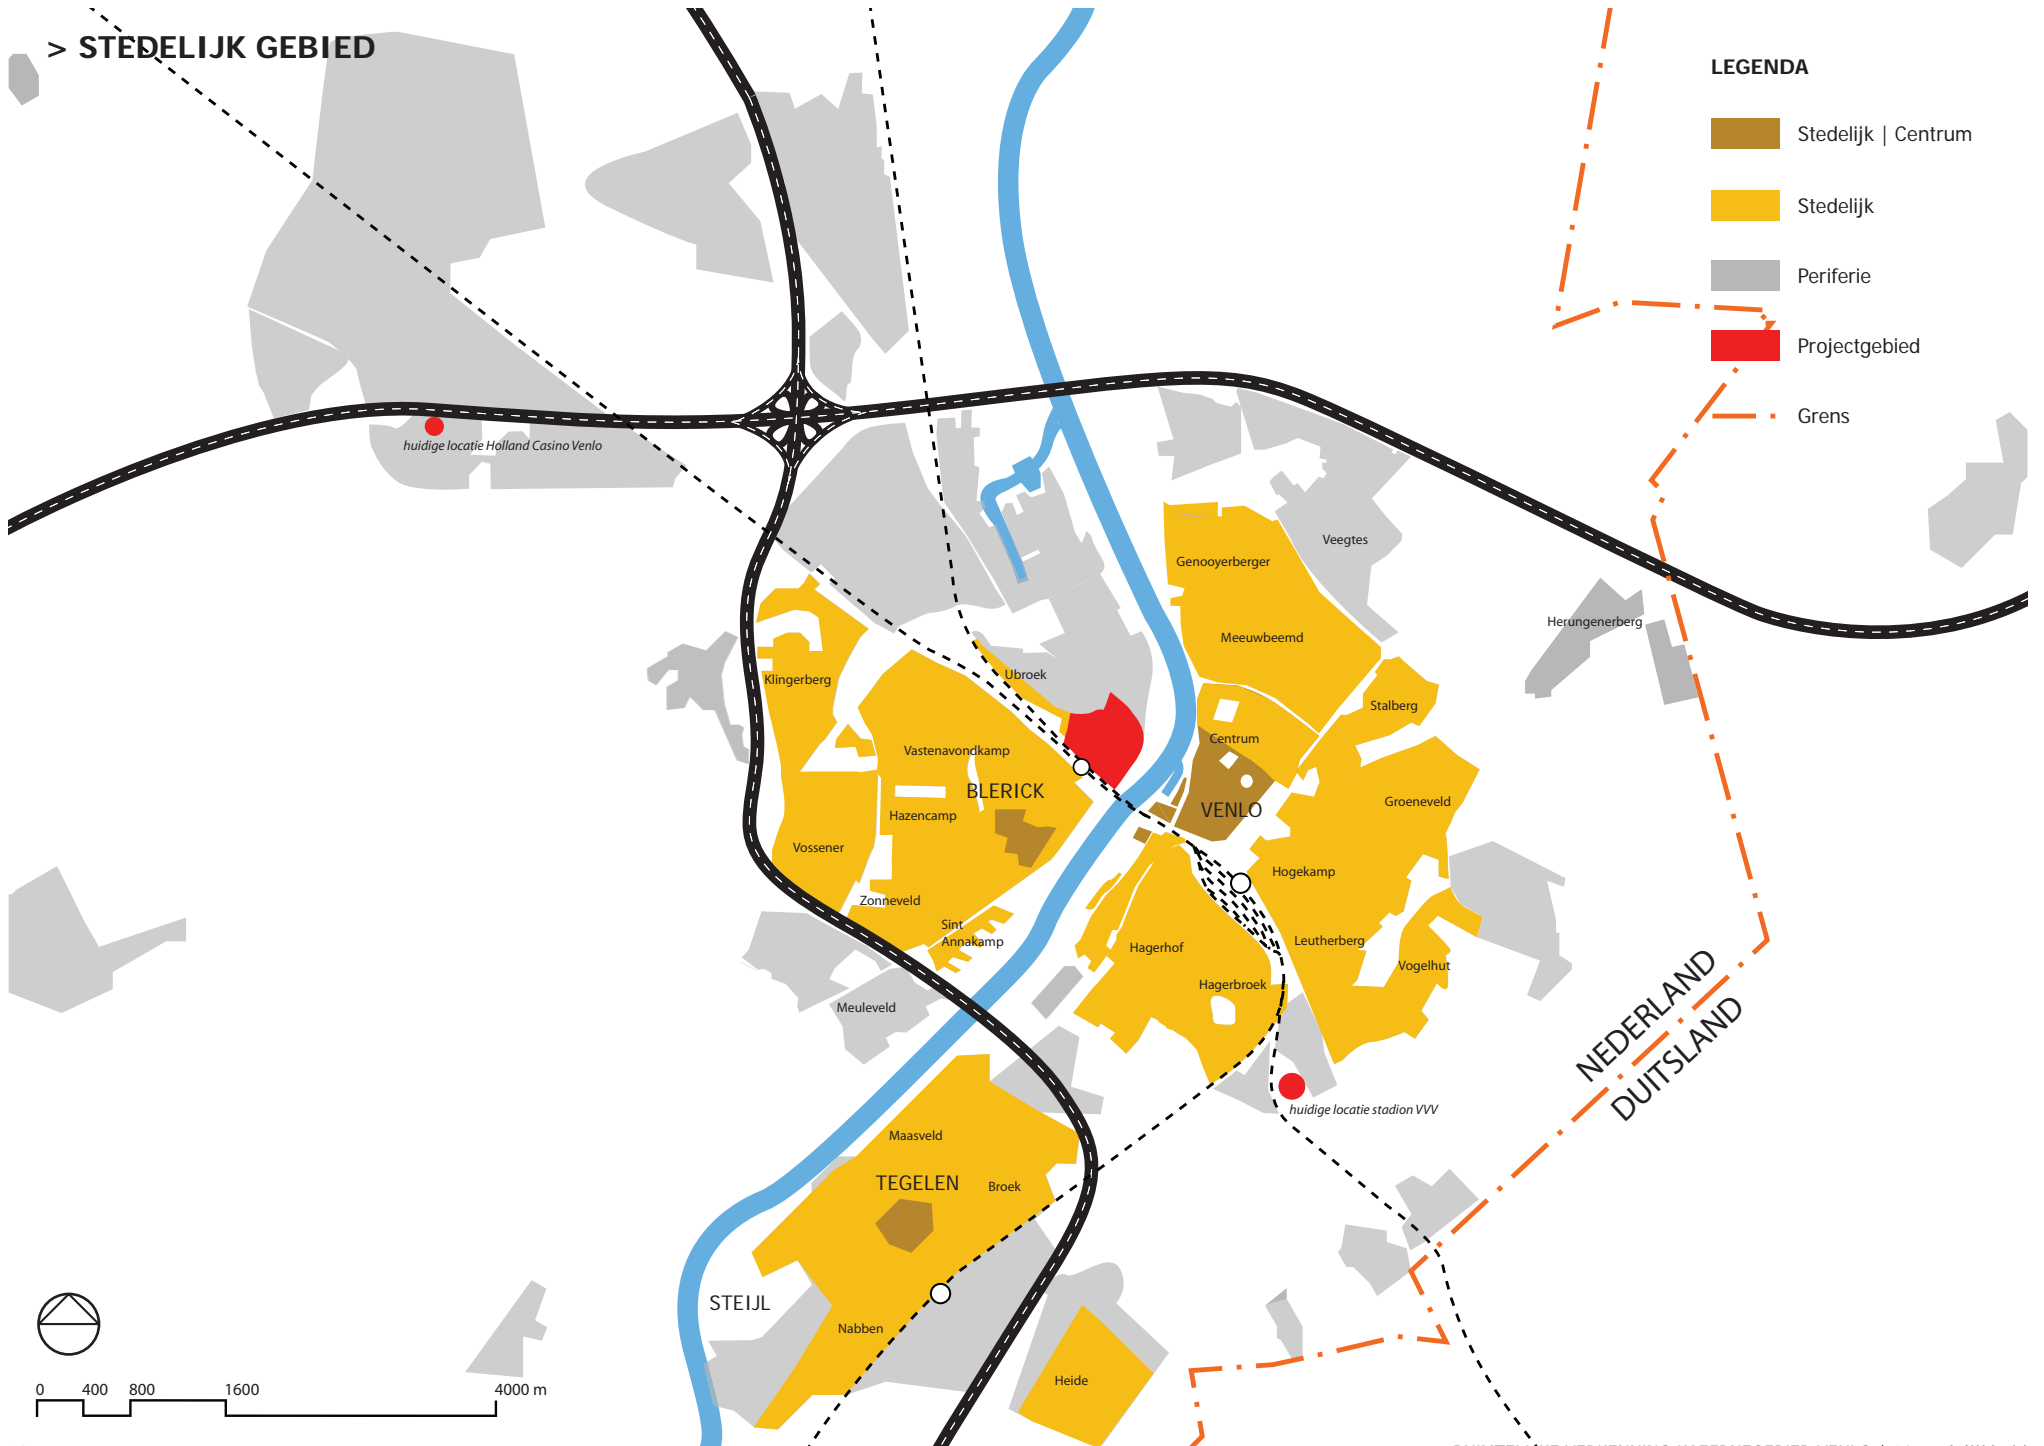 > STEDELIJK GEBIED
LEGENDA
Stedelijk | Centrum
Stedelijk
Periferie
Projectgebied
Grens
huidige locatie Holland Casino Venlo
Veegtes
Genooyerberger
Meeuwbeemd
Herungenerberg
Klingerberg
Ubroek
Stalberg
Centrum
Vastenavondkamp
BLERICK
VENLO
Groeneveld
Hazencamp
Vossener
Hogekamp
Zonneveld
Sint
Annakamp
Hagerhof
Leutherberg
Vogelhut
Hagerbroek
Meuleveld
NEDERLAND
DUITSLAND
huidige locatie stadion VVV
Maasveld
TEGELEN
Broek
STEIJL
Nabben
Heide
0 400 800 1600 4000 m